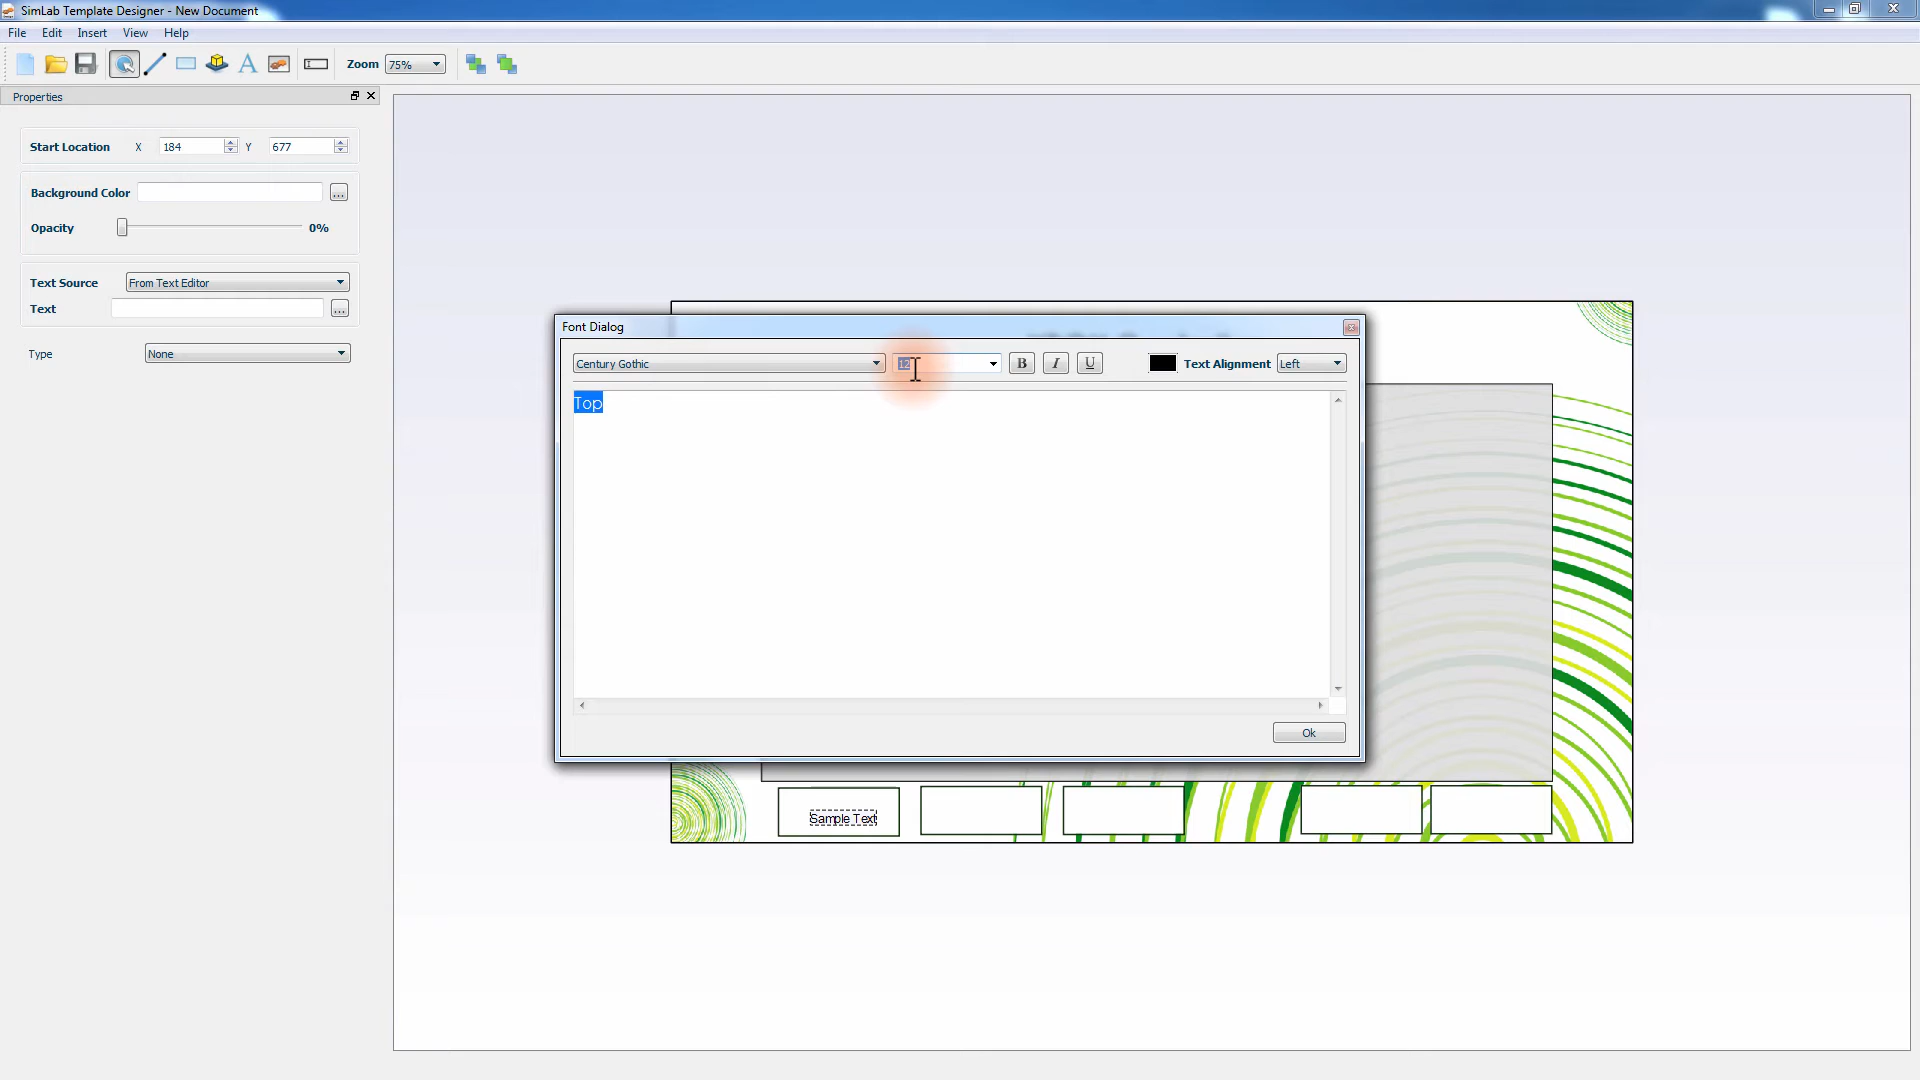 SimLab Template Designer - New Document
File Edit Insert View Help
Zoom 75%
Properties
Start Location X 184 Y 677
Background Color ...
Opacity 0%
Text Source From Text Editor
Text ...
Type None
Font Dialog
Century Gothic 12 B I U Text Alignment Left
Top
Ok
Sample Text